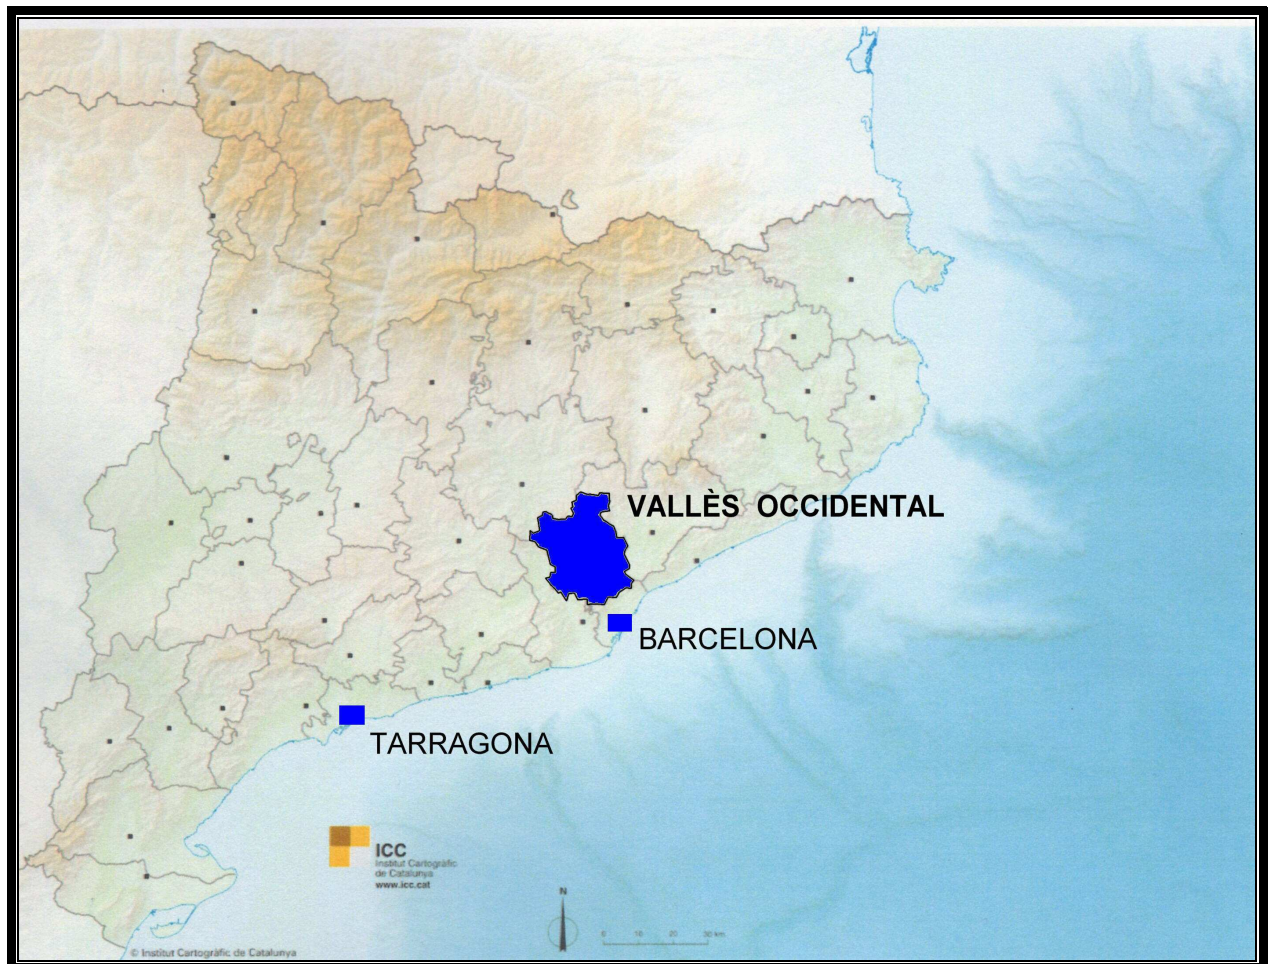 VALLÈS OCCIDENTAL
BARCELONA
TARRAGONA
ICC
Institut Cartogràfic
de Catalunya
www.icc.cat
N
0 10 20 30 km
© Institut Cartogràfic de Catalunya